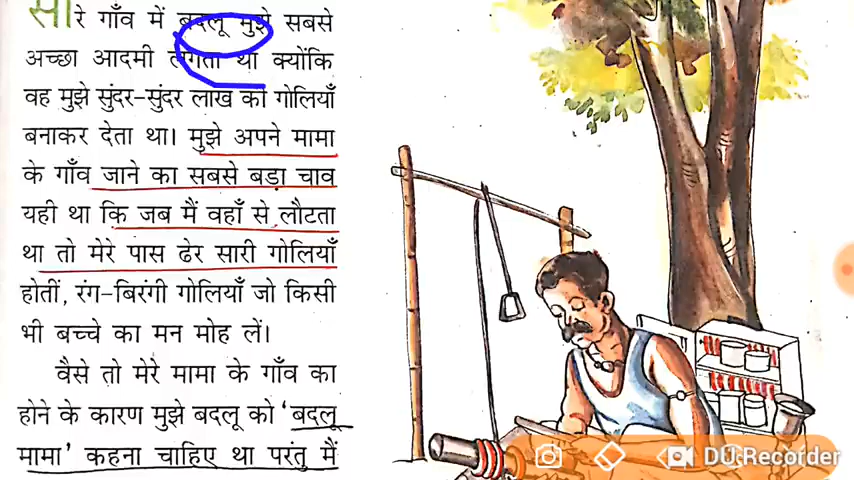 सारे गाँव में बदलू मुझे सबसे
अच्छा आदमी लगता था क्योंकि
वह मुझे सुंदर-सुंदर लाख की गोलियाँ
बनाकर देता था। मुझे अपने मामा
के गाँव जाने का सबसे बड़ा चाव
यही था कि जब मैं वहाँ से लौटता
था तो मेरे पास ढेर सारी गोलियाँ
होतीं, रंग-बिरंगी गोलियाँ जो किसी
भी बच्चे का मन मोह लें।
वैसे तो मेरे मामा के गाँव का
होने के कारण मुझे बदलू को ‘बदलू
मामा’ कहना चाहिए था परंतु मैं
DU Recorder